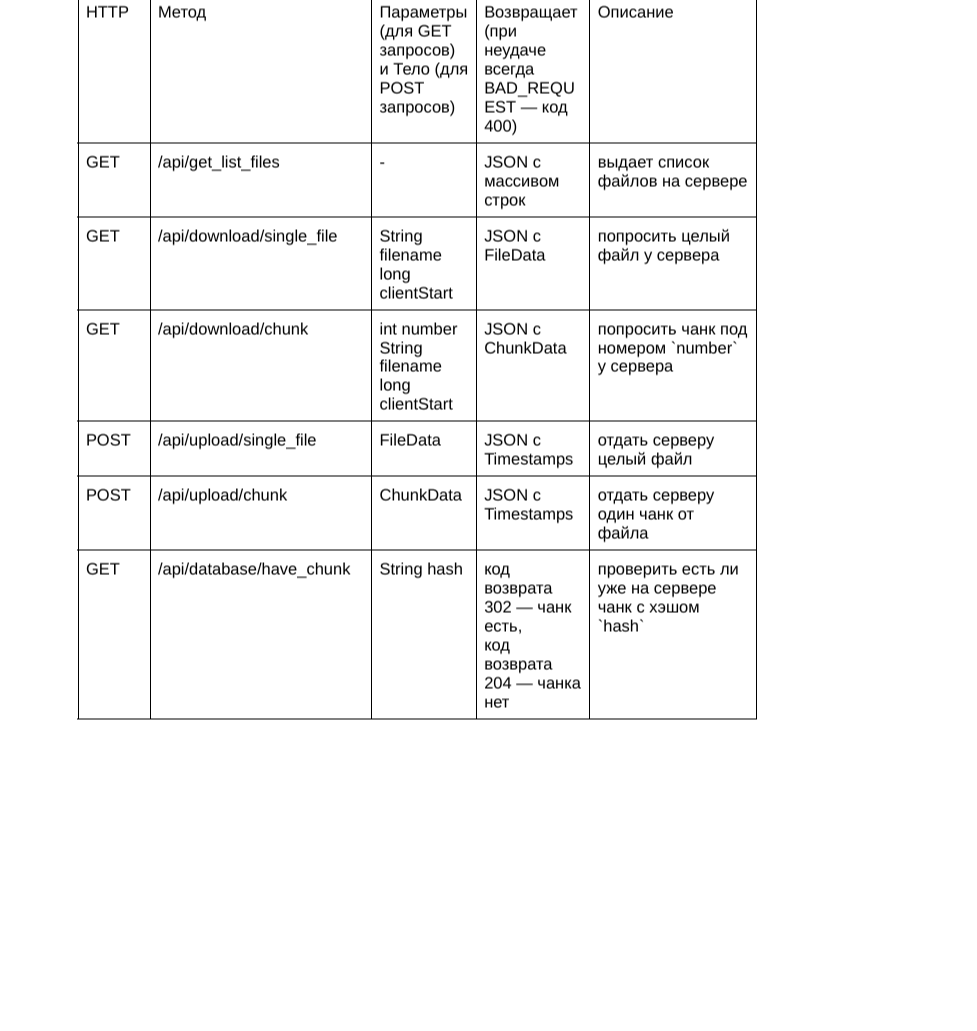 HTTP
Метод
Параметры
(для GET
запросов)
и Тело (для
POST
запросов)
Возвращает
(при
неудаче
всегда
BAD_REQU
EST — код
400)
Описание
GET
/api/get_list_files
-
JSON с
массивом
строк
выдает список
файлов на сервере
GET
/api/download/single_file
String
filename
long
clientStart
JSON с
FileData
попросить целый
файл у сервера
GET
/api/download/chunk
int number
String
filename
long
clientStart
JSON с
ChunkData
попросить чанк под
номером `number`
у сервера
POST
/api/upload/single_file
FileData
JSON с
Timestamps
отдать серверу
целый файл
POST
/api/upload/chunk
ChunkData
JSON с
Timestamps
отдать серверу
один чанк от
файла
GET
/api/database/have_chunk
String hash
код
возврата
302 — чанк
есть,
код
возврата
204 — чанка
нет
проверить есть ли
уже на сервере
чанк с хэшом
`hash`